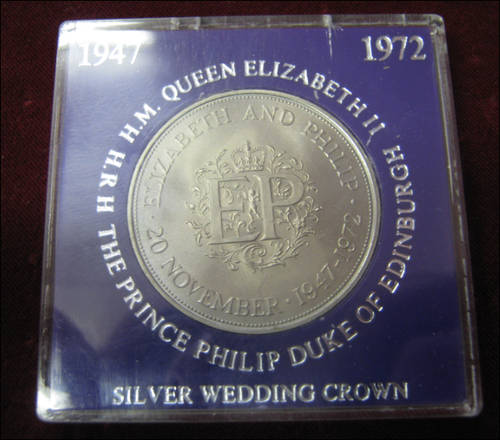 1947 1972
H.M. QUEEN ELIZABETH II
H.R.H THE PRINCE PHILIP DUKE OF EDINBURGH
ELIZABETH AND PHILIP
EP
20 NOVEMBER · 1947-1972
SILVER WEDDING CROWN